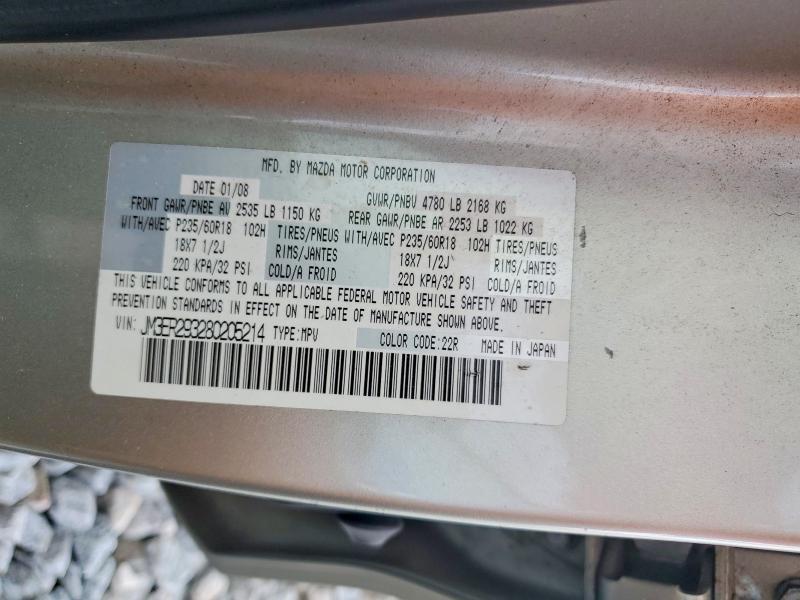 MFD. BY MAZDA MOTOR CORPORATION
DATE 01/08 GVWR/PNBV 4780 LB 2168 KG
FRONT GAWR/PNBE AV 2535 LB 1150 KG REAR GAWR/PNBE AR 2253 LB 1022 KG
WITH/AVEC P235/60R18 102H TIRES/PNEUS WITH/AVEC P235/60R18 102H TIRES/PNEUS
18X7 1/2J RIMS/JANTES 18X7 1/2J RIMS/JANTES
220 KPA/32 PSI COLD/A FROID 220 KPA/32 PSI COLD/A FROID
THIS VEHICLE CONFORMS TO ALL APPLICABLE FEDERAL MOTOR VEHICLE SAFETY AND THEFT
PREVENTION STANDARDS IN EFFECT ON THE DATE OF MANUFACTURE SHOWN ABOVE.
VIN: JM3ER293280205214 TYPE:MPV COLOR CODE:22R MADE IN JAPAN